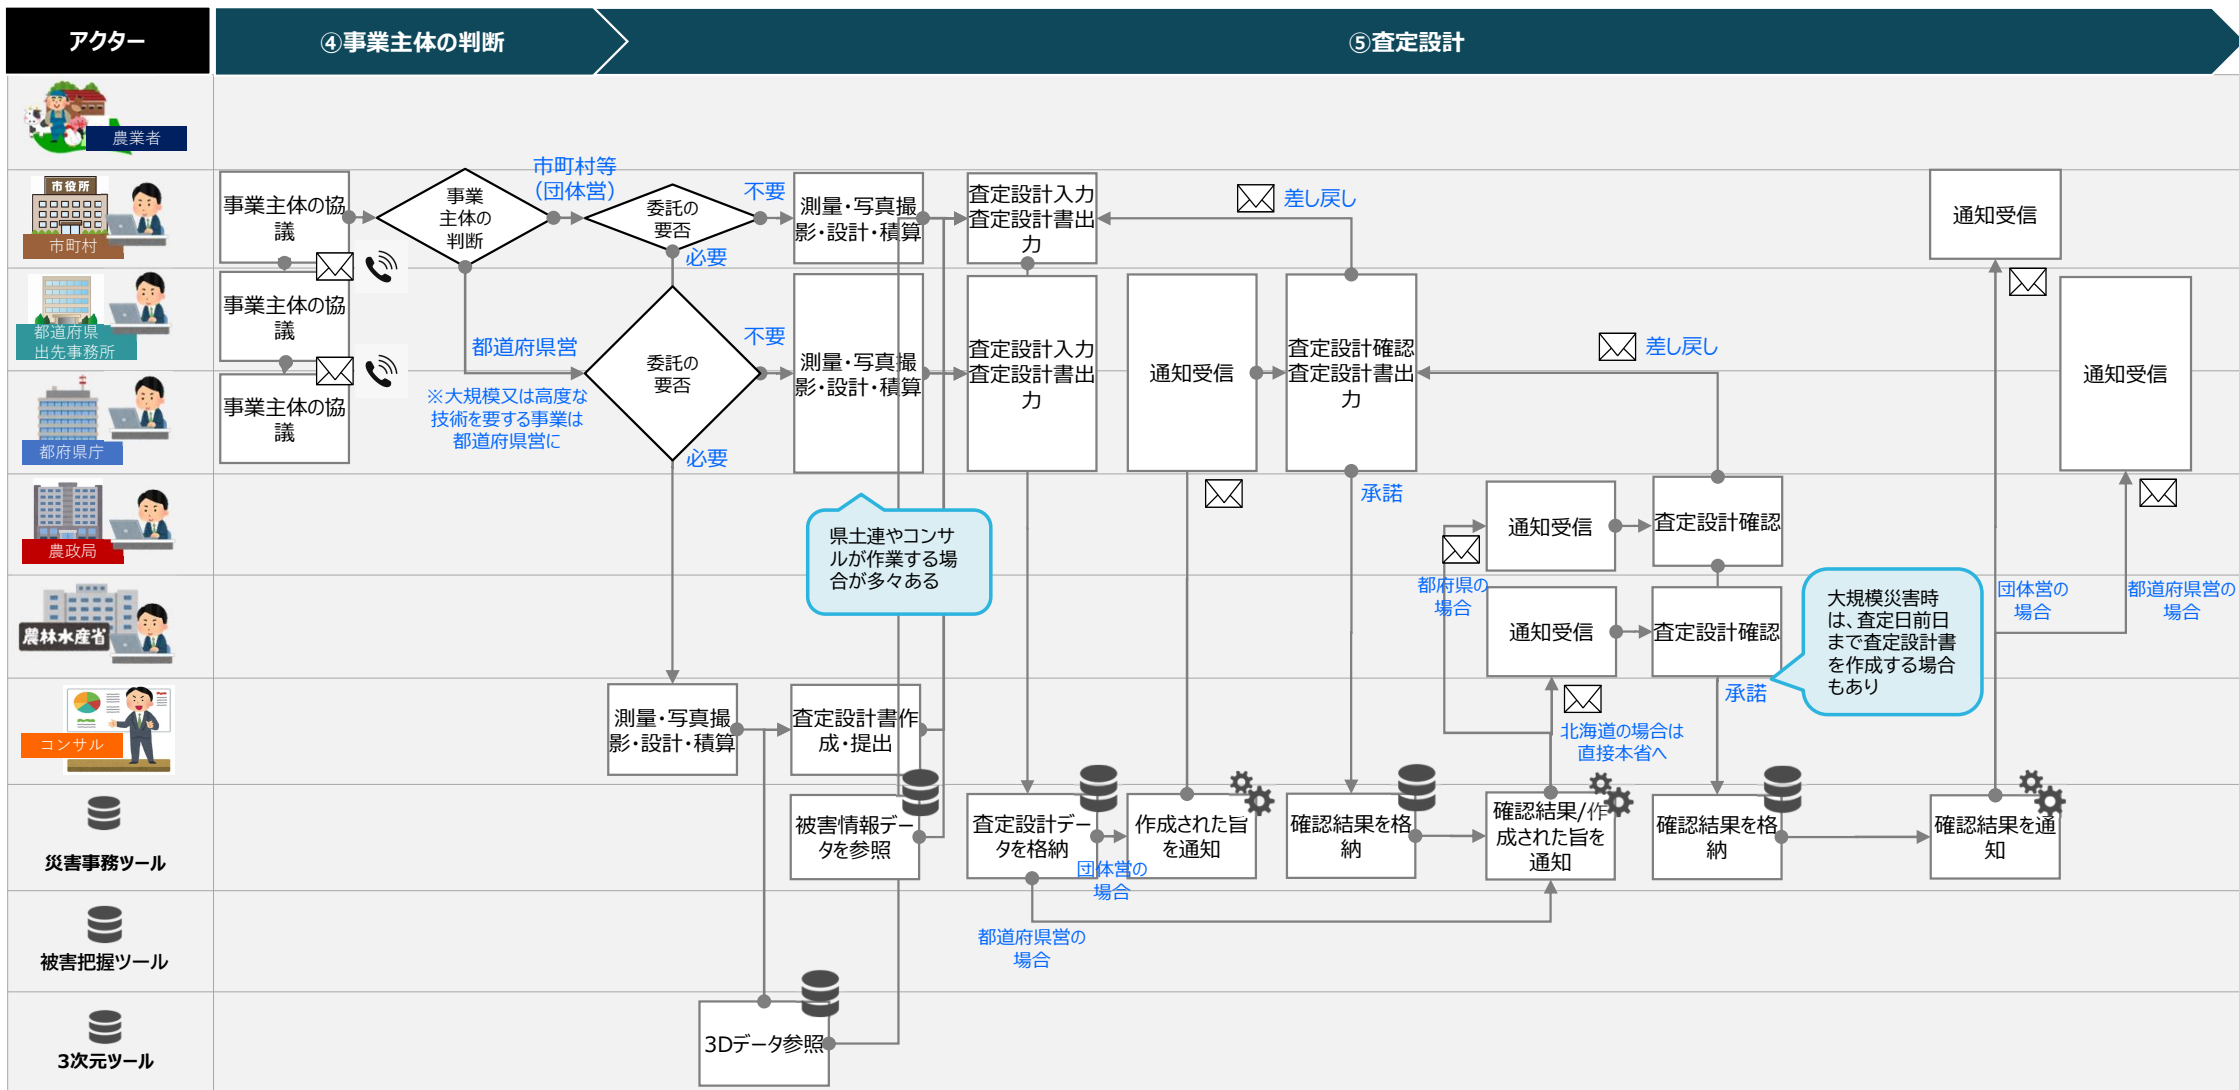 アクター
④事業主体の判断
⑤査定設計
農業者
市役所
市町村
事業主体の協
議
事業
主体の
判断
市町村等
（団体営）
委託の
要否
不要
必要
測量・写真撮
影・設計・積算
査定設計入力
査定設計書出
力
差し戻し
通知受信
都道府県
出先事務所
事業主体の協
議
都道府県営
※大規模又は高度な
技術を要する事業は
都道府県営に
委託の
要否
不要
必要
測量・写真撮
影・設計・積算
査定設計入力
査定設計書出
力
通知受信
査定設計確認
査定設計書出
力
差し戻し
通知受信
都府県庁
事業主体の協
議
承諾
農政局
県土連やコンサ
ルが作業する場
合が多々ある
通知受信
査定設計確認
都府県の
場合
団体営の
場合
都道府県営の
場合
農林水産省
通知受信
査定設計確認
大規模災害時
は、査定日前日
まで査定設計書
を作成する場合
もあり
承諾
北海道の場合は
直接本省へ
コンサル
測量・写真撮
影・設計・積算
査定設計書作
成・提出
災害事務ツール
被害情報デー
タを参照
査定設計デー
タを格納
団体営の
場合
作成された旨
を通知
確認結果を格
納
確認結果/作
成された旨を
通知
確認結果を格
納
確認結果を通
知
都道府県営の
場合
被害把握ツール
3次元ツール
3Dデータ参照